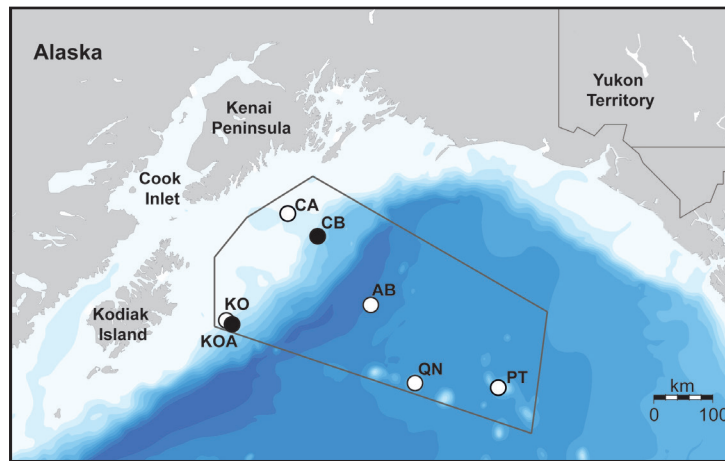 Alaska
Yukon
Territory
Kenai
Peninsula
Cook
Inlet
CA
CB
AB
KO
Kodiak
Island
KOA
QN
PT
km
0 100